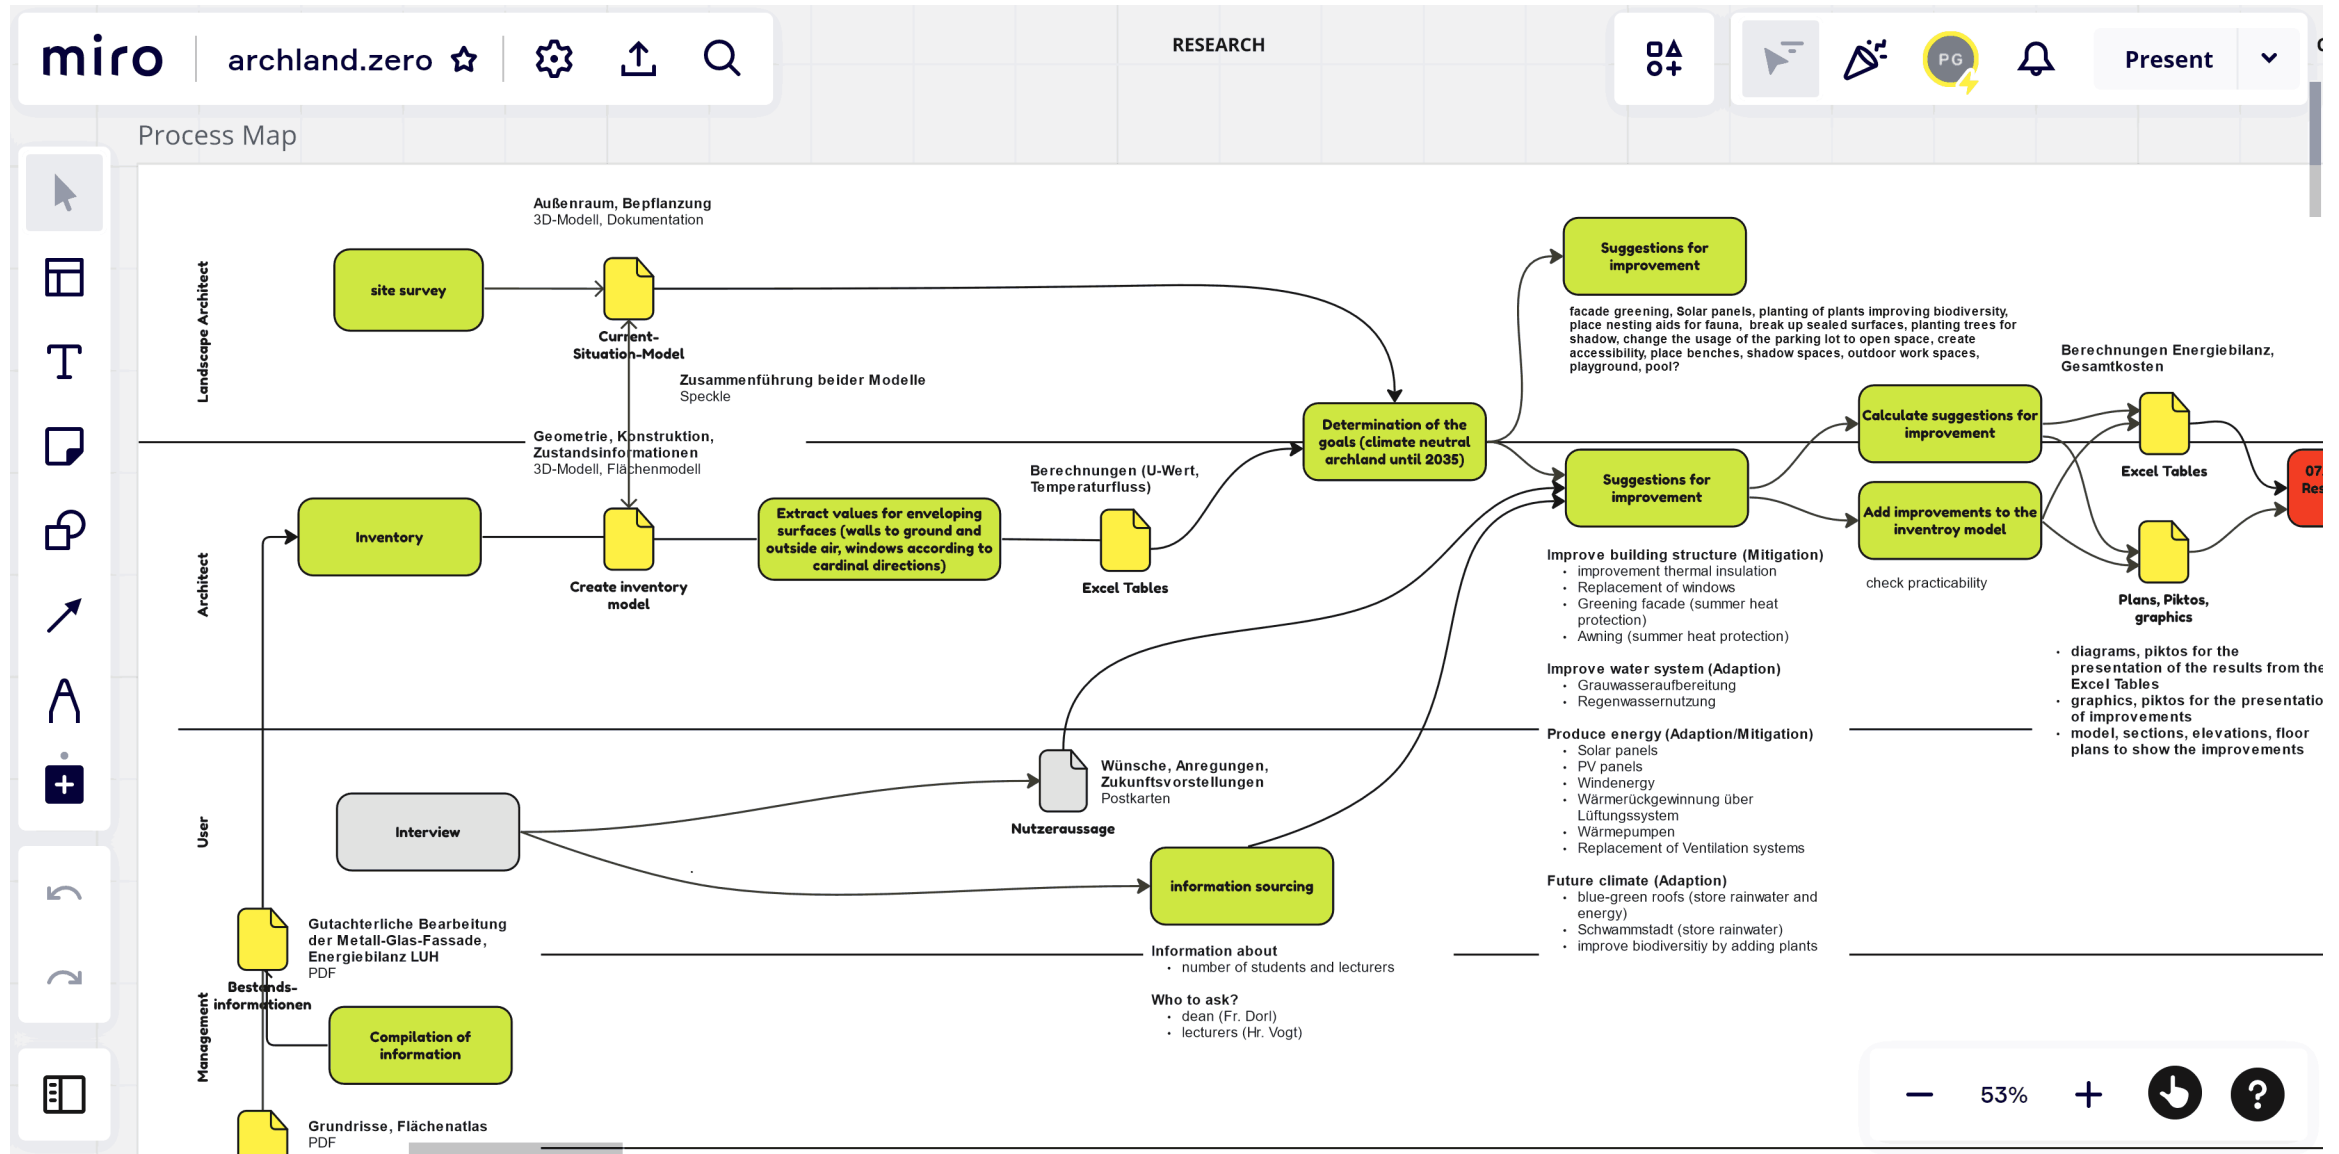 miro
archland.zero
RESEARCH
PG
Present
Process Map
Landscape Architect
Außenraum, Bepflanzung
3D-Modell, Dokumentation
site survey
Current-
Situation-Model
Zusammenführung beider Modelle
Speckle
Suggestions for
improvement
facade greening, Solar panels, planting of plants improving biodiversity,
place nesting aids for fauna, break up sealed surfaces, planting trees for
shadow, change the usage of the parking lot to open space, create
accessibility, place benches, shadow spaces, outdoor work spaces,
playground, pool?
Berechnungen Energiebilanz,
Gesamtkosten
Determination of the
goals (climate neutral
archland until 2035)
Calculate suggestions for
improvement
Excel Tables
Architect
Geometrie, Konstruktion,
Zustandsinformationen
3D-Modell, Flächenmodell
Inventory
Create inventory
model
Extract values for enveloping
surfaces (walls to ground and
outside air, windows according to
cardinal directions)
Berechnungen (U-Wert,
Temperaturfluss)
Excel Tables
Suggestions for
improvement
Add improvements to the
inventroy model
check practicability
07
Res
Plans, Piktos,
graphics
Improve building structure (Mitigation)
• improvement thermal insulation
• Replacement of windows
• Greening facade (summer heat
protection)
• Awning (summer heat protection)
Improve water system (Adaption)
• Grauwasseraufbereitung
• Regenwassernutzung
Produce energy (Adaption/Mitigation)
• Solar panels
• PV panels
• Windenergy
• Wärmerückgewinnung über
Lüftungssystem
• Wärmepumpen
• Replacement of Ventilation systems
Future climate (Adaption)
• blue-green roofs (store rainwater and
energy)
• Schwammstadt (store rainwater)
• improve biodiversitiy by adding plants
• diagrams, piktos for the
presentation of the results from the
Excel Tables
• graphics, piktos for the presentatio
of improvements
• model, sections, elevations, floor
plans to show the improvements
User
Interview
Wünsche, Anregungen,
Zukunftsvorstellungen
Postkarten
Nutzeraussage
information sourcing
Information about
• number of students and lecturers
Who to ask?
• dean (Fr. Dorl)
• lecturers (Hr. Vogt)
Management
Gutachterliche Bearbeitung
der Metall-Glas-Fassade,
Energiebilanz LUH
PDF
Bestands-
informationen
Compilation of
information
Grundrisse, Flächenatlas
PDF
53%